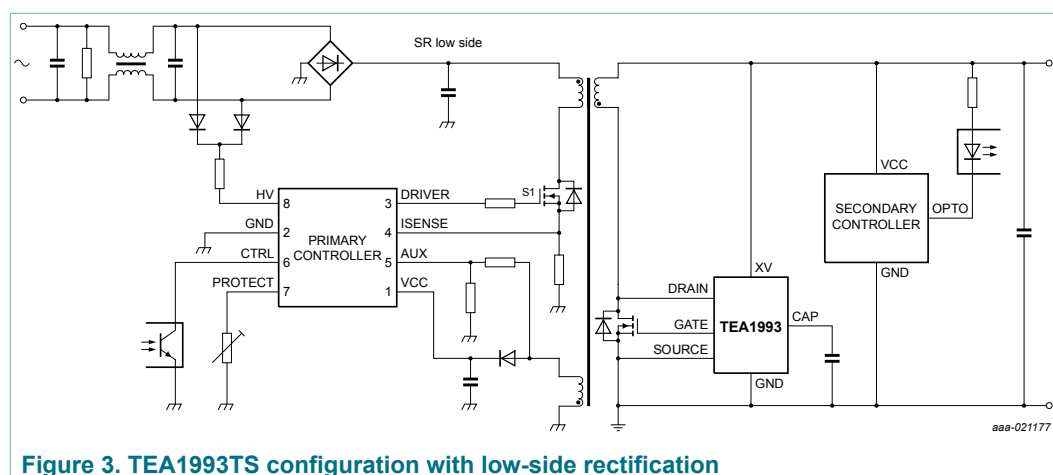 SR low side
S1
HV
8
GND
2
CTRL
6
PROTECT
7
PRIMARY
CONTROLLER
3
DRIVER
4
ISENSE
5
AUX
1
VCC
DRAIN
GATE
SOURCE
XV
TEA1993
CAP
GND
VCC
SECONDARY
CONTROLLER
OPTO
GND
aaa-021177
Figure 3. TEA1993TS configuration with low-side rectification